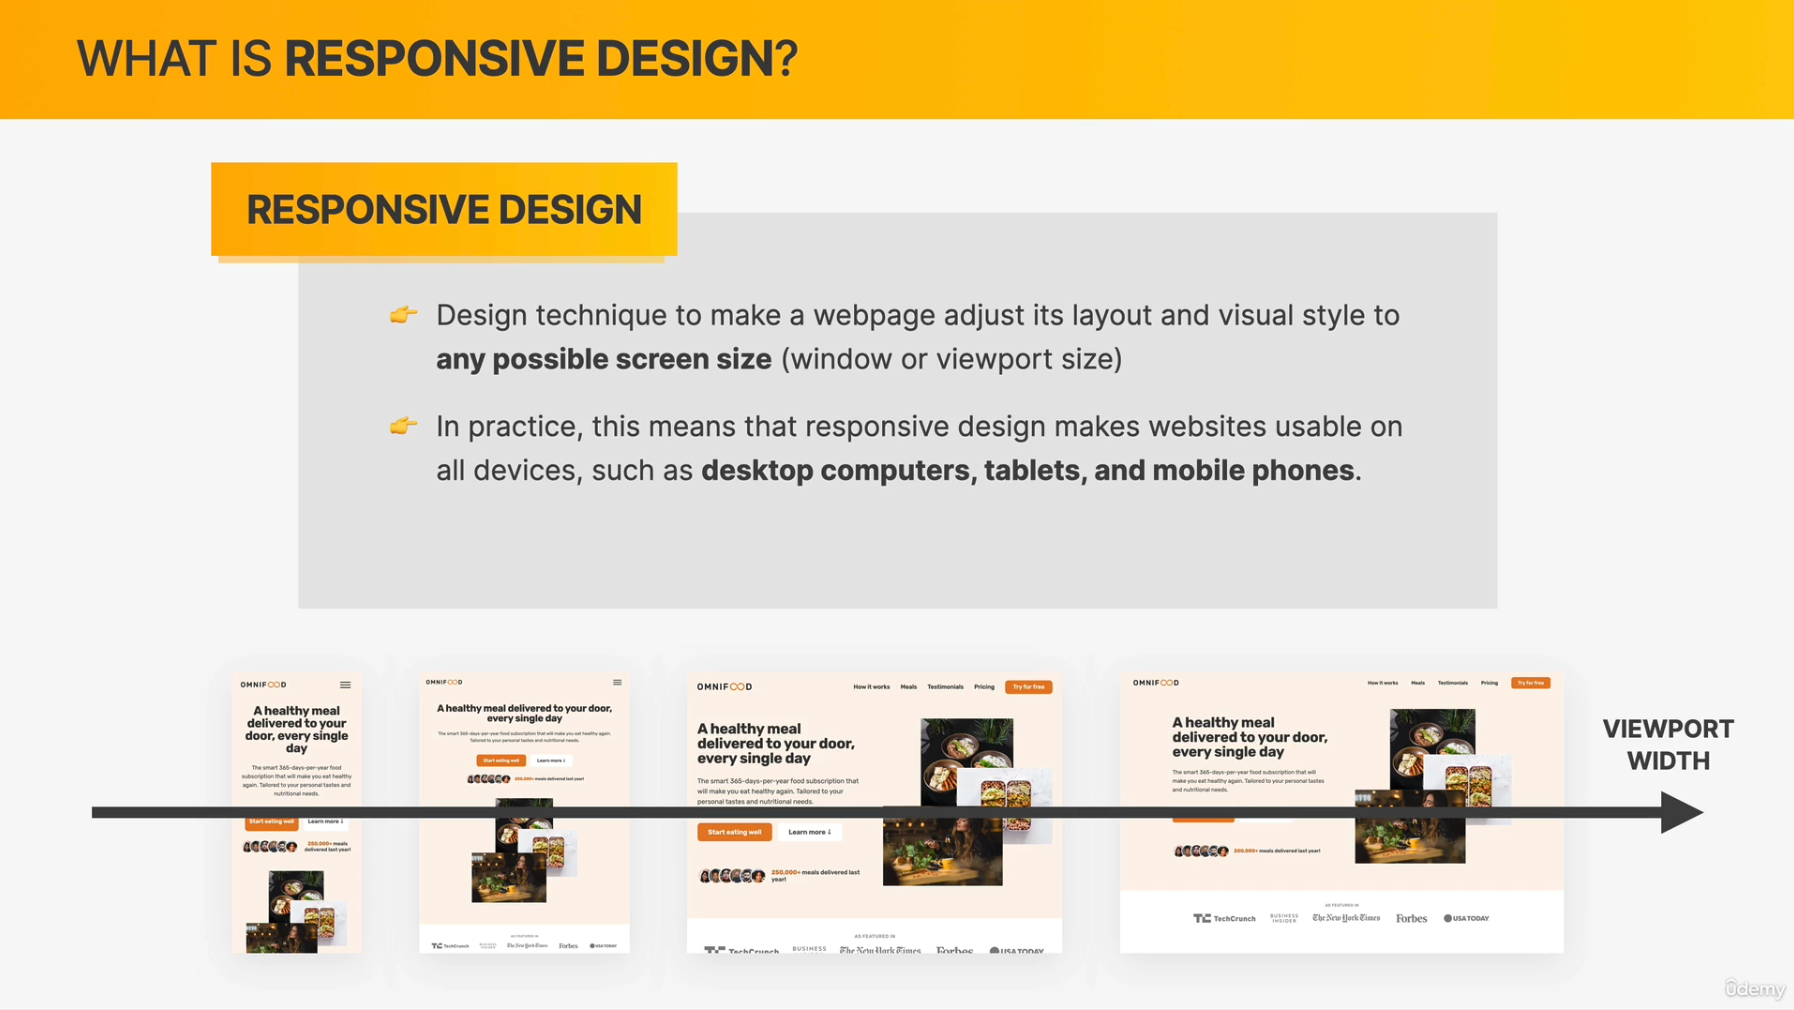 WHAT IS RESPONSIVE DESIGN?
RESPONSIVE DESIGN
👉 Design technique to make a webpage adjust its layout and visual style to
any possible screen size (window or viewport size)
👉 In practice, this means that responsive design makes websites usable on
all devices, such as desktop computers, tablets, and mobile phones.
OMNIFOOD
A healthy meal
delivered to your
door, every single
day
The smart 365-days-per-year food
subscription that will make you eat healthy
again. Tailored to your personal tastes and
nutritional needs.
Start eating well Learn more ↓
250,000+ meals
delivered last year!
OMNIFOOD
A healthy meal delivered to your door,
every single day
The smart 365-days-per-year food subscription that will make you eat healthy again.
Tailored to your personal tastes and nutritional needs.
Start eating well Learn more ↓
250,000+ meals delivered last year!
AS FEATURED IN
TechCrunch BUSINESS INSIDER The New York Times Forbes USA TODAY
OMNIFOOD How it works Meals Testimonials Pricing Try for free
A healthy meal
delivered to your door,
every single day
The smart 365-days-per-year food subscription that
will make you eat healthy again. Tailored to your
personal tastes and nutritional needs.
Start eating well Learn more ↓
250,000+ meals delivered last
year!
AS FEATURED IN
TechCrunch BUSINESS The New York Times Forbes USA TODAY
OMNIFOOD How it works Meals Testimonials Pricing Try for free
A healthy meal
delivered to your door,
every single day
The smart 365-days-per-year food subscription that will
make you eat healthy again. Tailored to your personal tastes
and nutritional needs.
250,000+ meals delivered last year!
AS FEATURED IN
TechCrunch BUSINESS INSIDER The New York Times Forbes USA TODAY
VIEWPORT
WIDTH
ûdemy